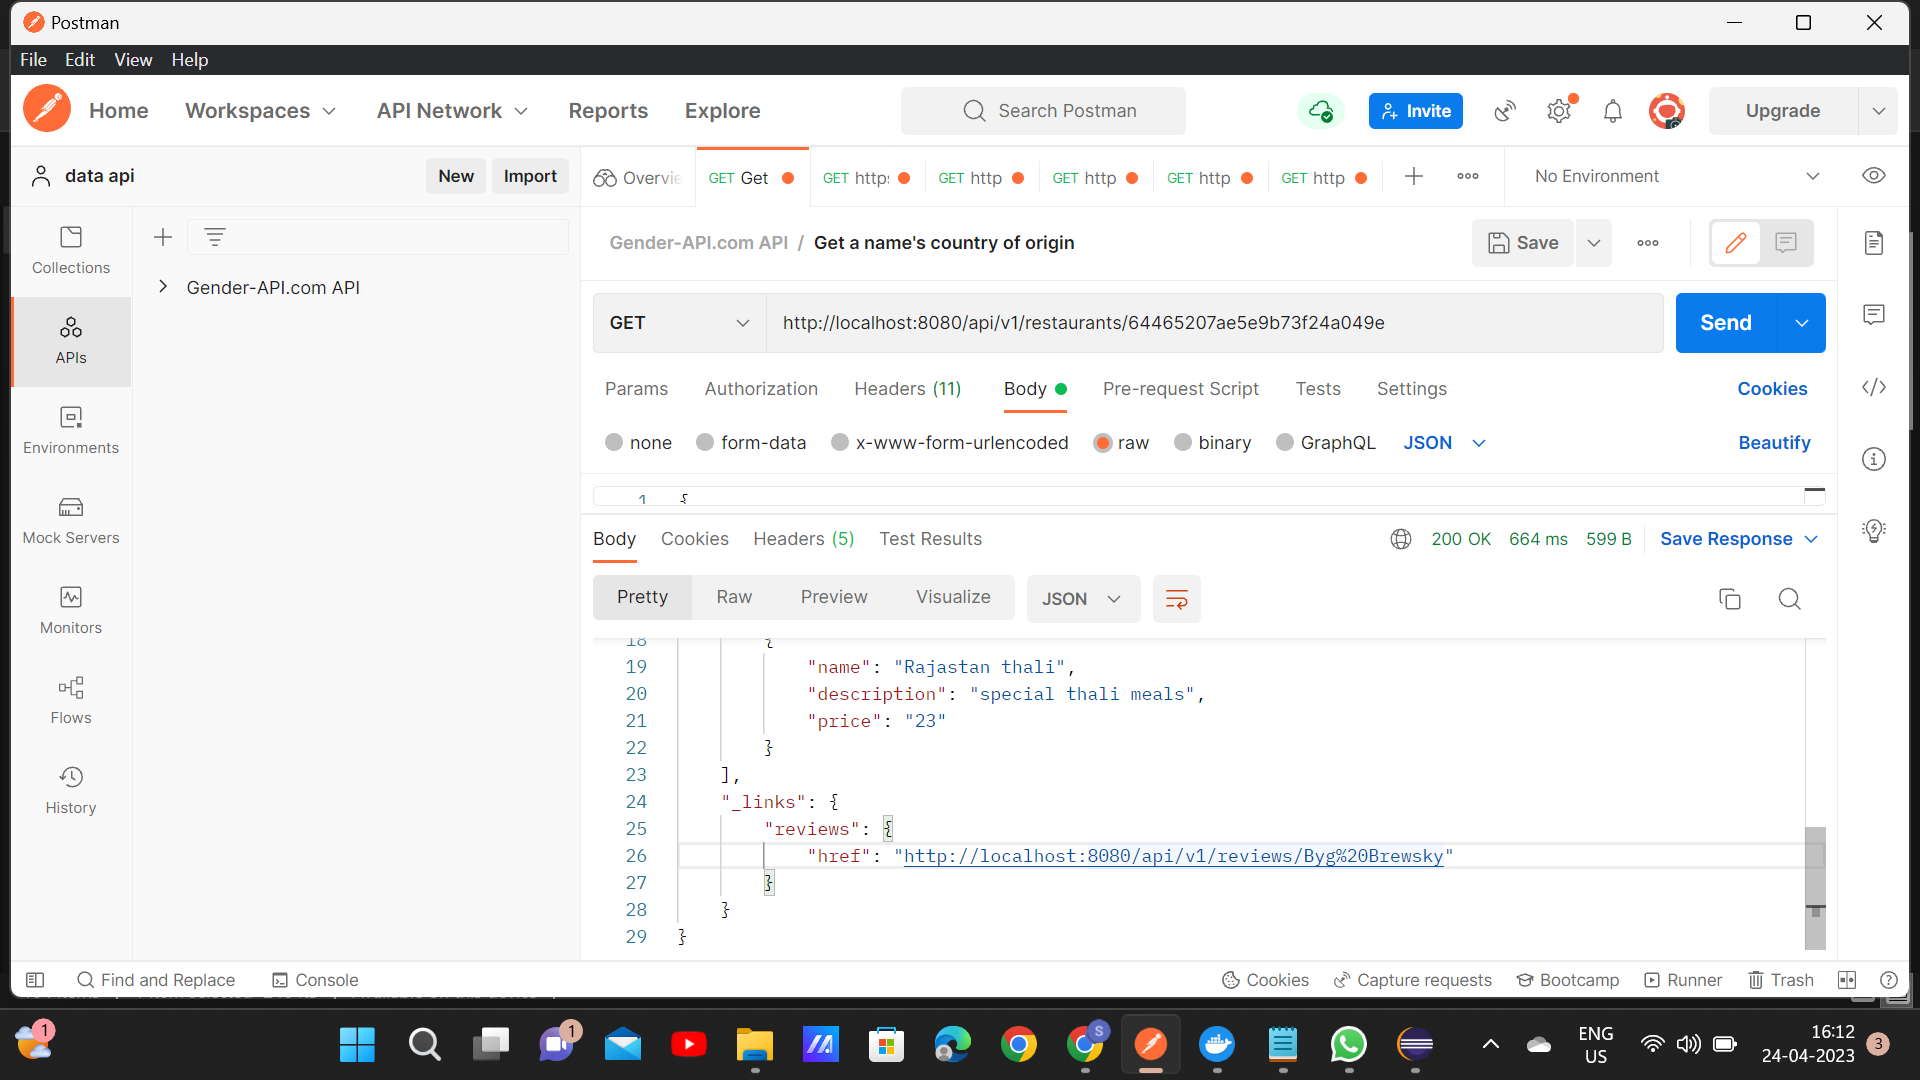 Postman
File Edit View Help
Home Workspaces API Network Reports Explore Search Postman Invite Upgrade
data api New Import GET Get GET GET http GET http GET http GET http No Environment
Collections
APIs
Environments
Mock Servers
Monitors
Flows
History
Gender-API.com API
Gender-API.com API / Get a name's country of origin Save
GET http://localhost:8080/api/v1/restaurants/64465207ae5e9b73f24a049e Send
Params Authorization Headers (11) Body Pre-request Script Tests Settings Cookies
none form-data x-www-form-urlencoded raw binary GraphQL JSON Beautify
1 {
Body Cookies Headers (5) Test Results 200 OK 664 ms 599 B Save Response
Pretty Raw Preview Visualize JSON
18 {
19 "name": "Rajastan thali",
20 "description": "special thali meals",
21 "price": "23"
22 }
23 ],
24 "_links": {
25 "reviews": {
26 "href": "http://localhost:8080/api/v1/reviews/Byg%20Brewsky"
27 }
28 }
29 }
Find and Replace Console Cookies Capture requests Bootcamp Runner Trash
1 1 S ENG US 16:12 24-04-2023 3